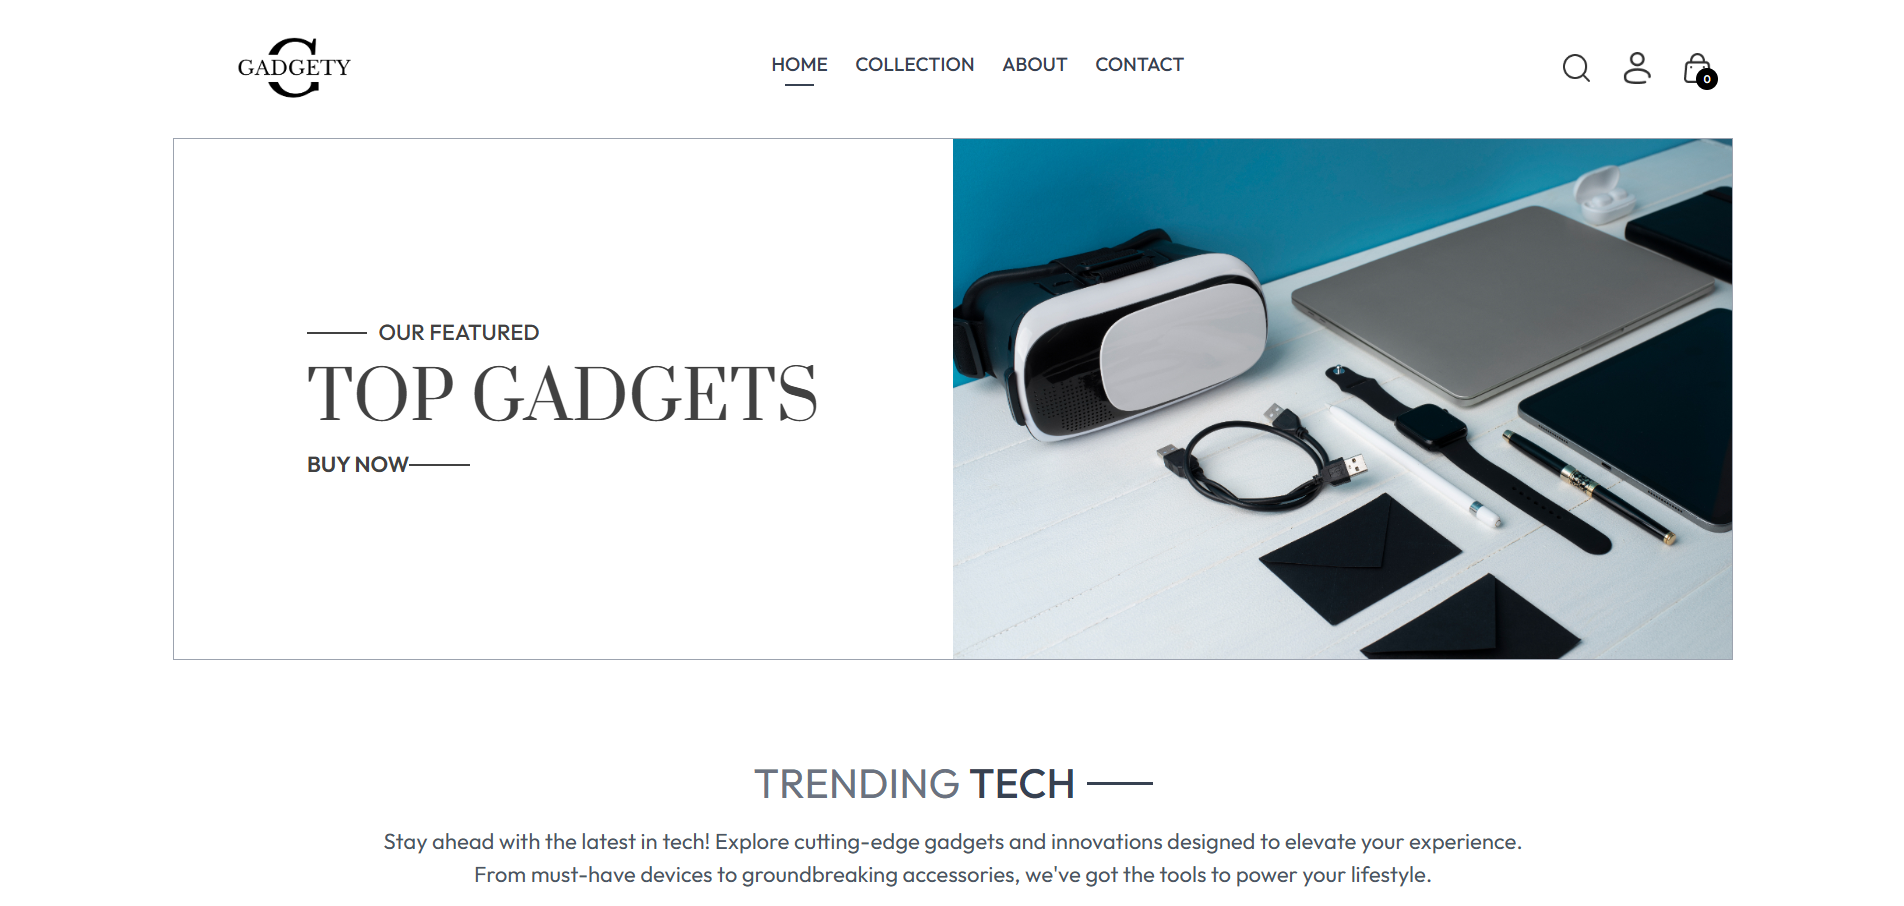 G
GADGETY
HOME COLLECTION ABOUT CONTACT
0
OUR FEATURED
TOP GADGETS
BUY NOW
TRENDING TECH
Stay ahead with the latest in tech! Explore cutting-edge gadgets and innovations designed to elevate your experience.
From must-have devices to groundbreaking accessories, we've got the tools to power your lifestyle.